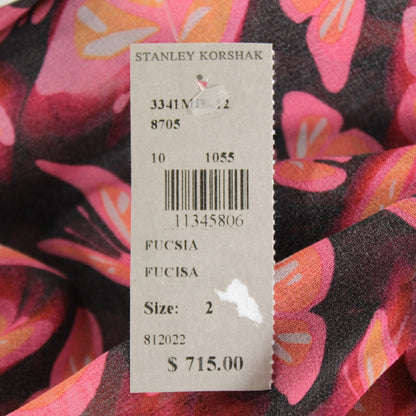 STANLEY KORSHAK
8705
10 1055
11345806
FUCSIA
FUCISA
Size: 2
812022
$ 715.00